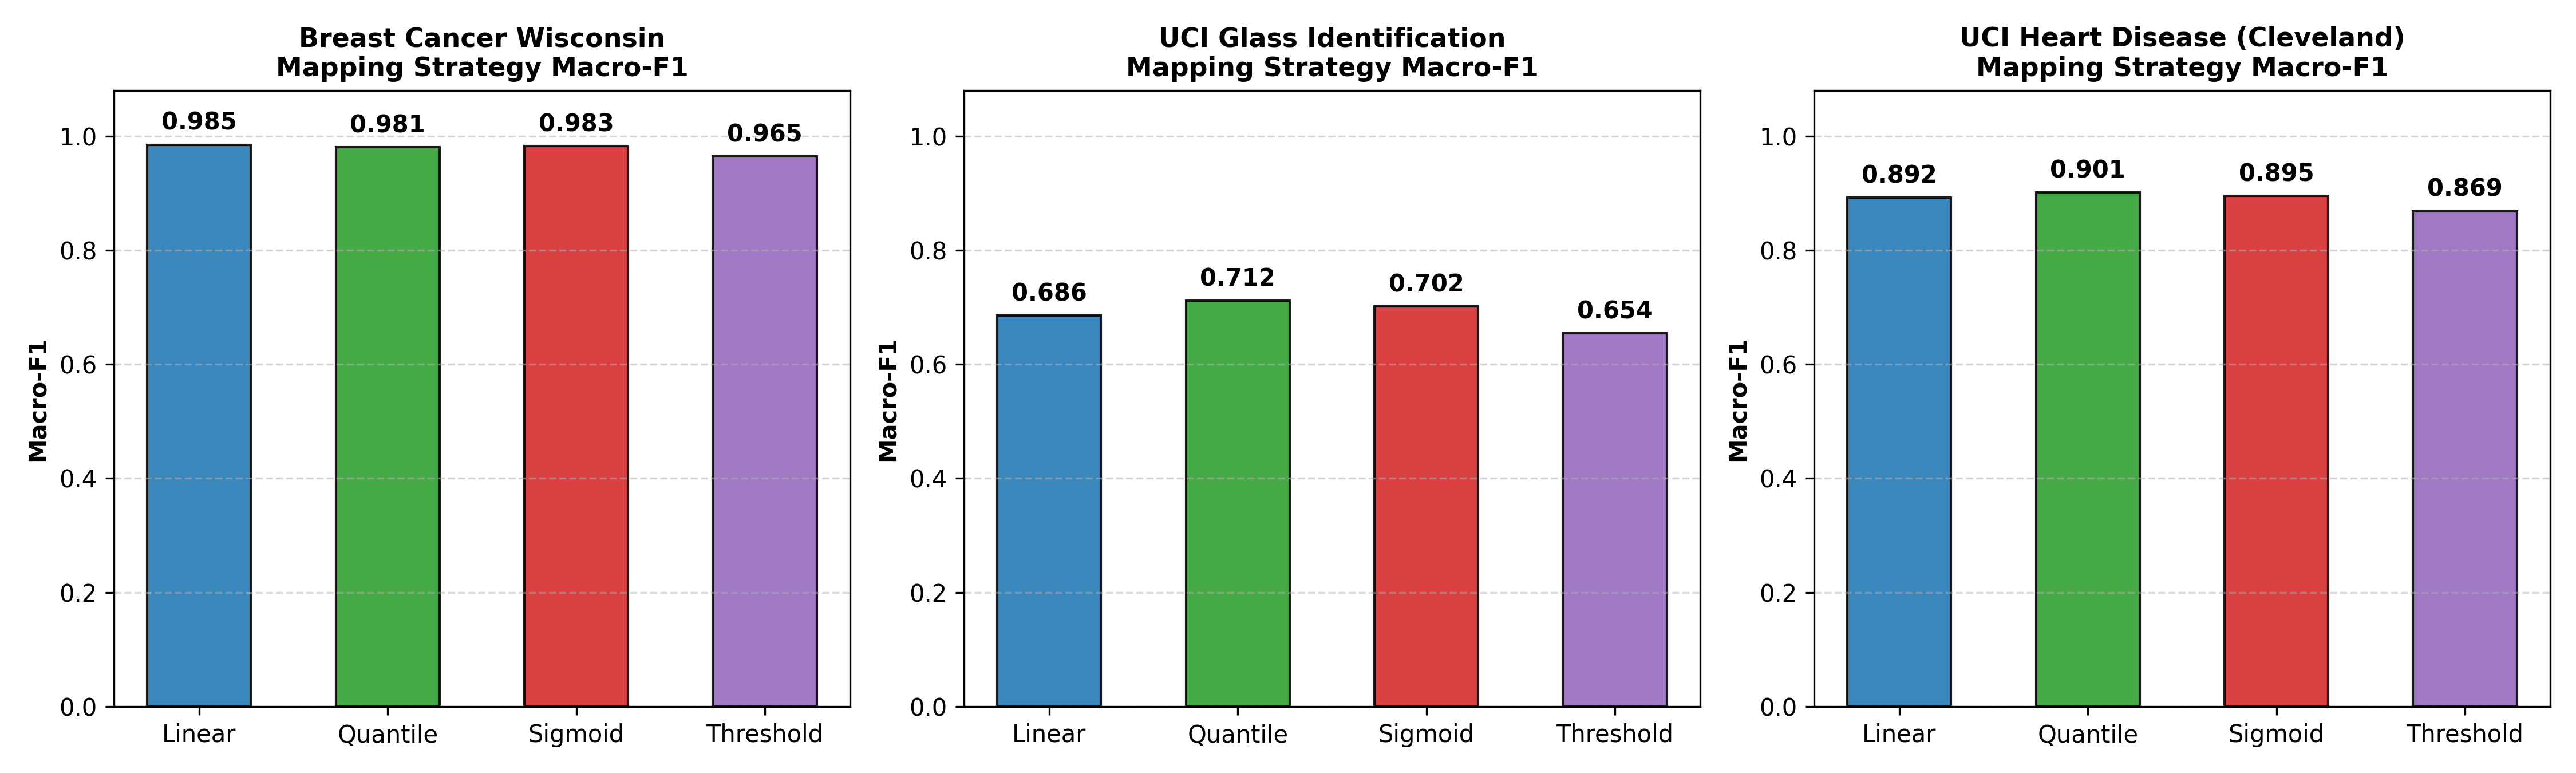 Breast Cancer Wisconsin
Mapping Strategy Macro-F1
Macro-F1
1.0
0.8
0.6
0.4
0.2
0.0
0.985
0.981
0.983
0.965
Linear
Quantile
Sigmoid
Threshold
UCI Glass Identification
Mapping Strategy Macro-F1
Macro-F1
1.0
0.8
0.6
0.4
0.2
0.0
0.686
0.712
0.702
0.654
Linear
Quantile
Sigmoid
Threshold
UCI Heart Disease (Cleveland)
Mapping Strategy Macro-F1
Macro-F1
1.0
0.8
0.6
0.4
0.2
0.0
0.892
0.901
0.895
0.869
Linear
Quantile
Sigmoid
Threshold